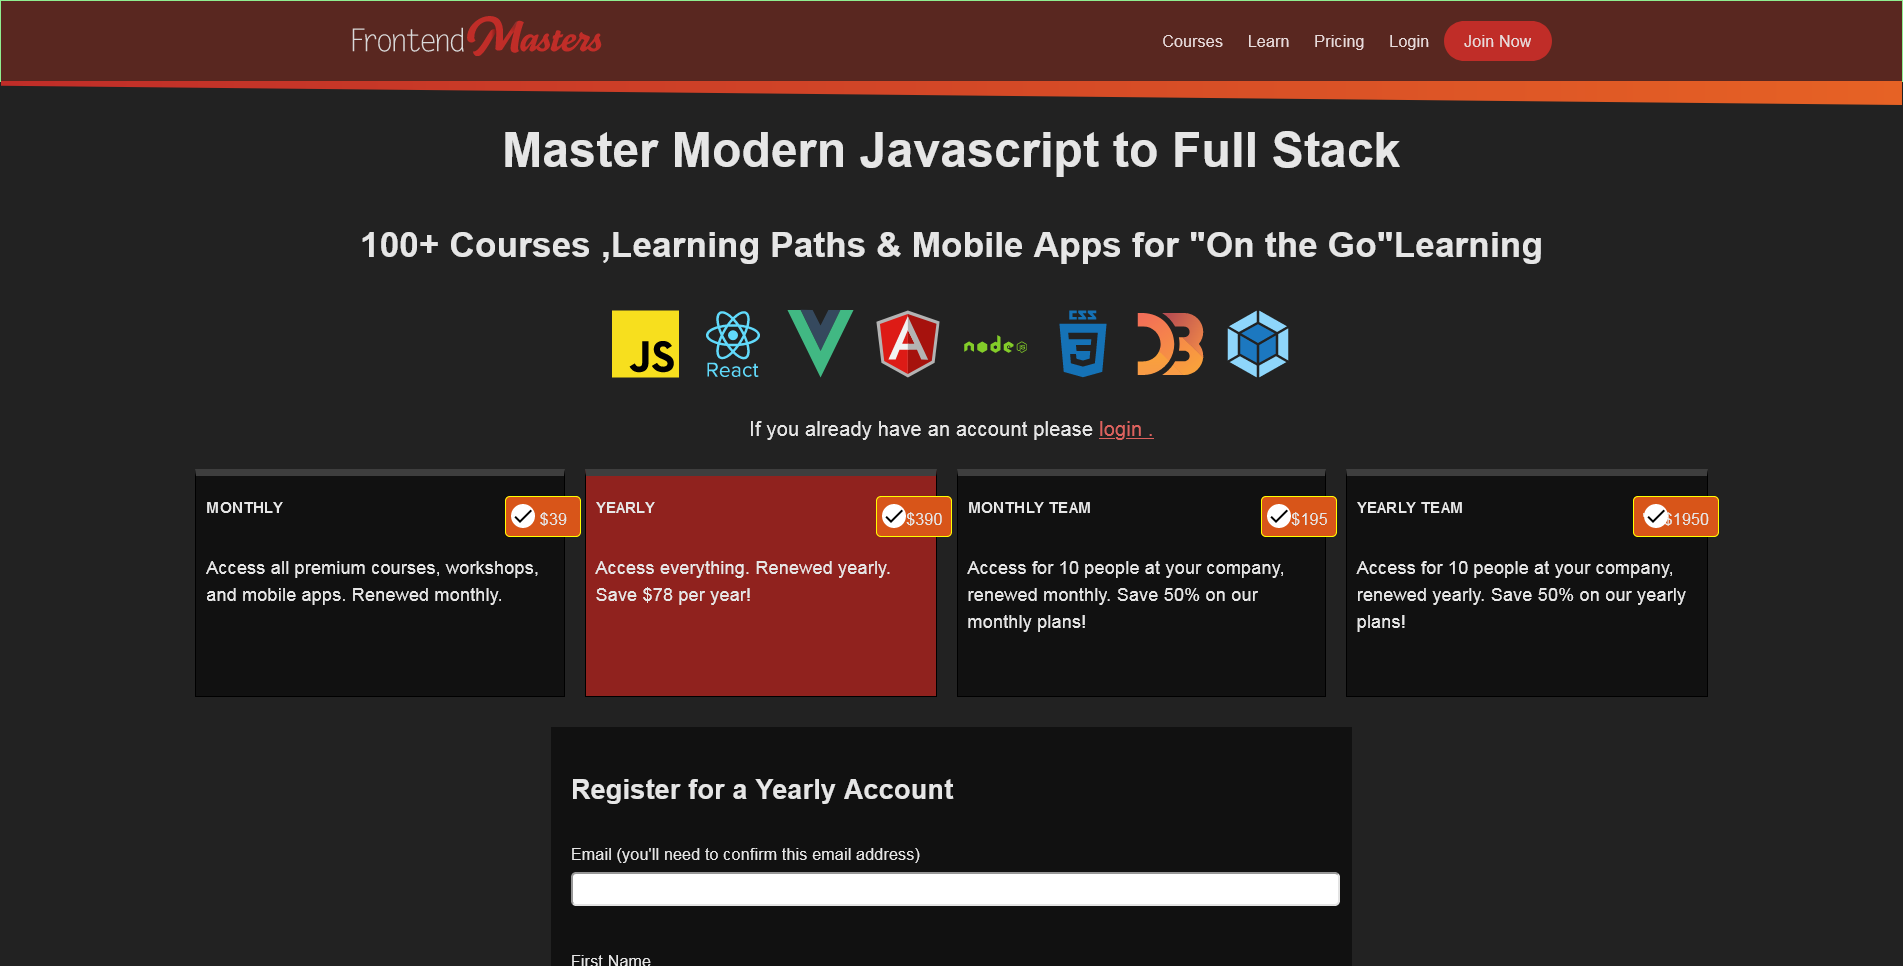 Frontend Masters
Courses Learn Pricing Login Join Now
Master Modern Javascript to Full Stack
100+ Courses ,Learning Paths & Mobile Apps for "On the Go"Learning
JS
React
A
node
JS
CSS
3
D3
If you already have an account please login .
MONTHLY
$39
Access all premium courses, workshops,
and mobile apps. Renewed monthly.
YEARLY
$390
Access everything. Renewed yearly.
Save $78 per year!
MONTHLY TEAM
$195
Access for 10 people at your company,
renewed monthly. Save 50% on our
monthly plans!
YEARLY TEAM
$1950
Access for 10 people at your company,
renewed yearly. Save 50% on our yearly
plans!
Register for a Yearly Account
Email (you'll need to confirm this email address)
First Name